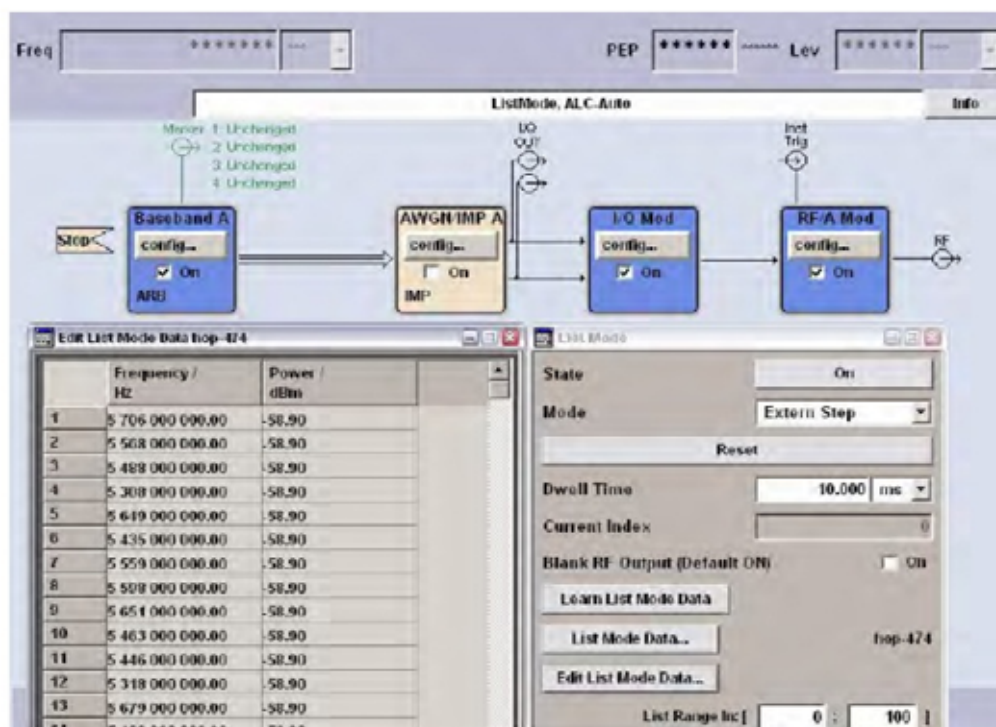 Freq ******* --- PEP ****** ----- Lev ****** ---
ListMode, ALC-Auto Info
Marker 1: Unchanged
2 Unchanged
3 Unchanged
4 Unchanged
I/Q
OUT
Inst
Trig
Stop
Baseband A
config...
On
ARB
AWGN/IMP A
config...
On
IMP
I/Q Mod
config...
On
RF/A Mod
config...
On
RF
Edit List Mode Data hop-474
Frequency /
Hz
Power /
dBm
1 5 706 000 000.00 -58.90
2 5 568 000 000.00 -58.90
3 5 488 000 000.00 -58.90
4 5 308 000 000.00 -58.90
5 5 649 000 000.00 -58.90
6 5 435 000 000.00 -58.90
7 5 559 000 000.00 -58.90
8 5 598 000 000.00 -58.90
9 5 651 000 000.00 -58.90
10 5 463 000 000.00 -58.90
11 5 446 000 000.00 -58.90
12 5 318 000 000.00 -58.90
13 5 679 000 000.00 -58.90
List Mode
State On
Mode Extern Step
Reset
Dwell Time 10.000 ms
Current Index 0
Blank RF Output (Default ON) On
Learn List Mode Data
List Mode Data... hop-474
Edit List Mode Data...
List Range In: [ 0 : 100 ]